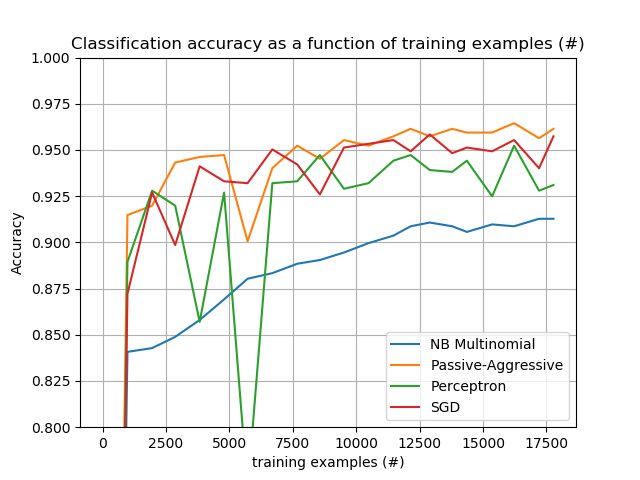 Classification accuracy as a function of training examples (#)
1.000
0.975
0.950
0.925
0.900
0.875
0.850
0.825
0.800
Accuracy
NB Multinomial
Passive-Aggressive
Perceptron
SGD
0 2500 5000 7500 10000 12500 15000 17500
training examples (#)